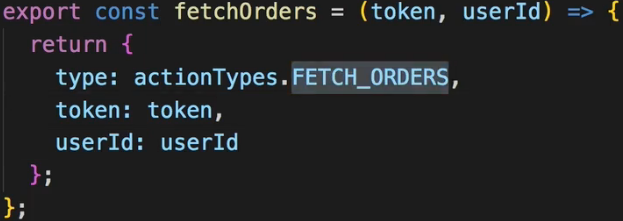 export const fetchOrders = (token, userId) => {
return {
type: actionTypes.FETCH_ORDERS,
token: token,
userId: userId
};
};